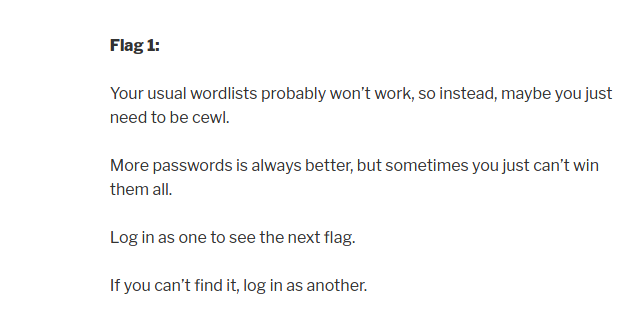 Flag 1:
Your usual wordlists probably won’t work, so instead, maybe you just
need to be cewl.
More passwords is always better, but sometimes you just can’t win
them all.
Log in as one to see the next flag.
If you can’t find it, log in as another.